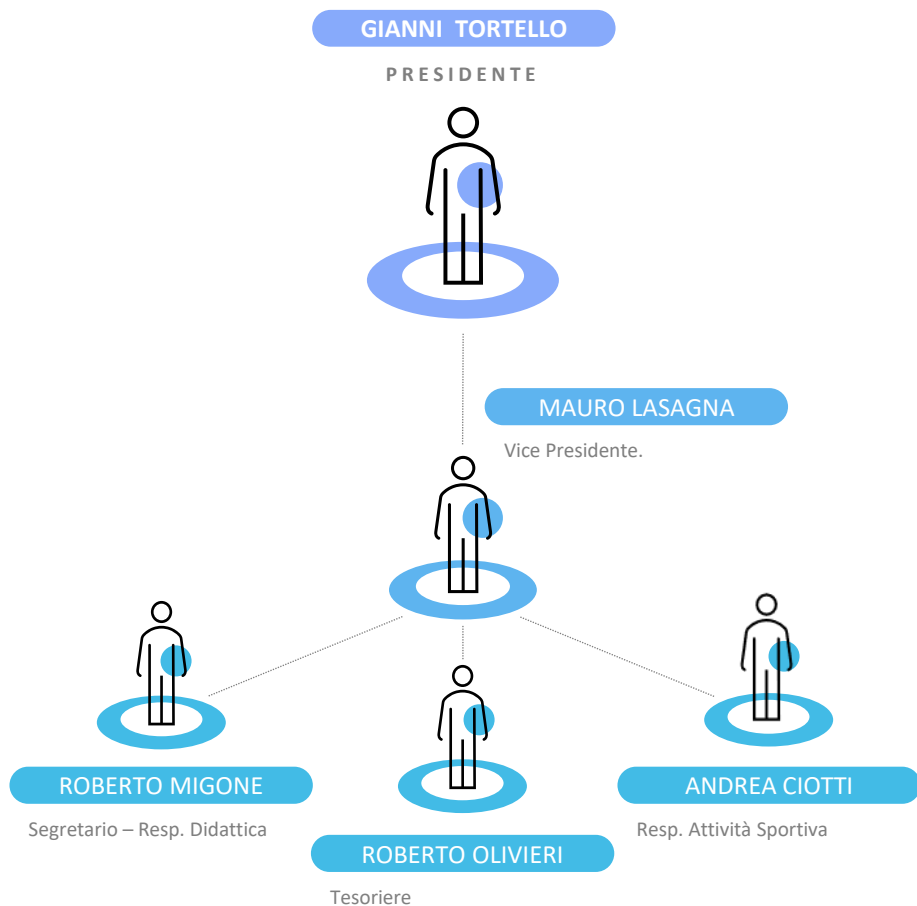 GIANNI TORTELLO
PRESIDENTE
MAURO LASAGNA
Vice Presidente.
ROBERTO MIGONE
Segretario – Resp. Didattica
ROBERTO OLIVIERI
Tesoriere
ANDREA CIOTTI
Resp. Attività Sportiva